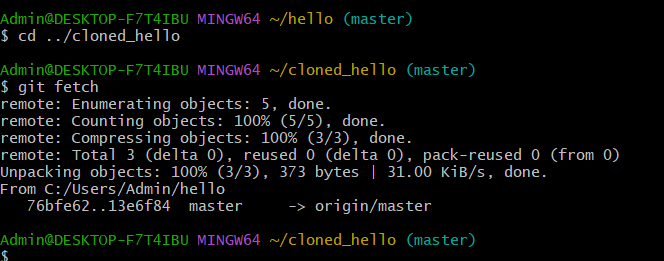 Admin@DESKTOP-F7T4IBU MINGW64 ~/hello (master)
$ cd ../cloned_hello
Admin@DESKTOP-F7T4IBU MINGW64 ~/cloned_hello (master)
$ git fetch
remote: Enumerating objects: 5, done.
remote: Counting objects: 100% (5/5), done.
remote: Compressing objects: 100% (3/3), done.
remote: Total 3 (delta 0), reused 0 (delta 0), pack-reused 0 (from 0)
Unpacking objects: 100% (3/3), 373 bytes | 31.00 KiB/s, done.
From C:/Users/Admin/hello
   76bfe62..13e6f84  master     -> origin/master
Admin@DESKTOP-F7T4IBU MINGW64 ~/cloned_hello (master)
$